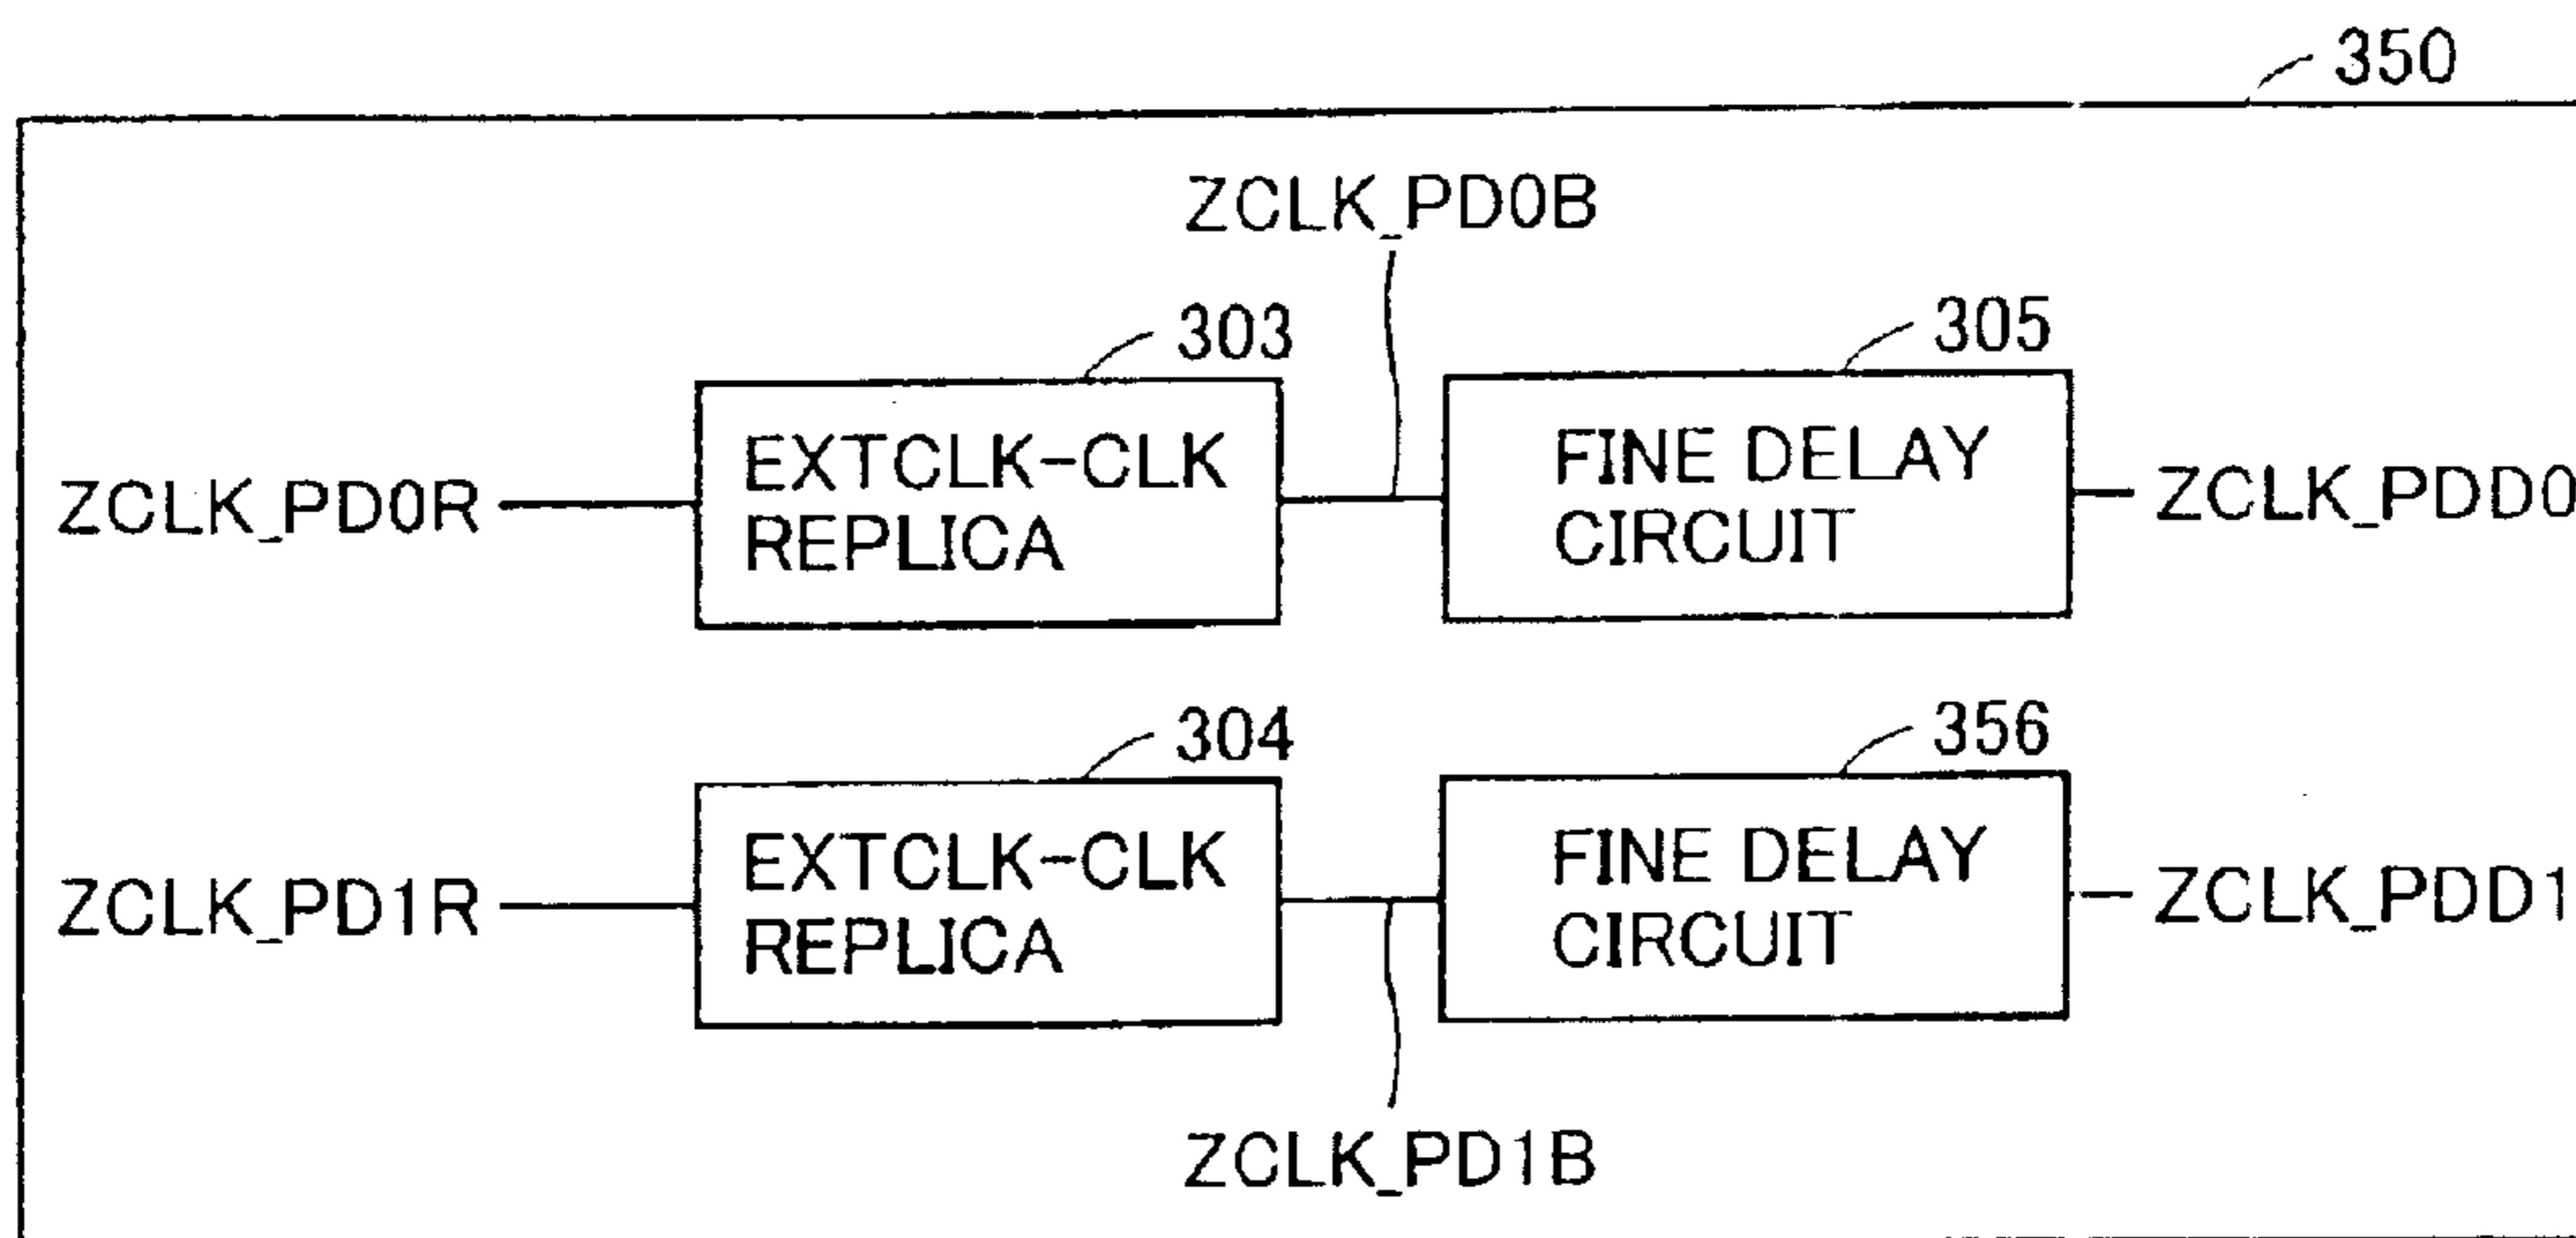 350
ZCLK_PD0B
303
305
ZCLK_PD0R
EXTCLK-CLK
REPLICA
FINE DELAY
CIRCUIT
ZCLK_PDD0
304
356
ZCLK_PD1R
EXTCLK-CLK
REPLICA
FINE DELAY
CIRCUIT
ZCLK_PDD1
ZCLK_PD1B